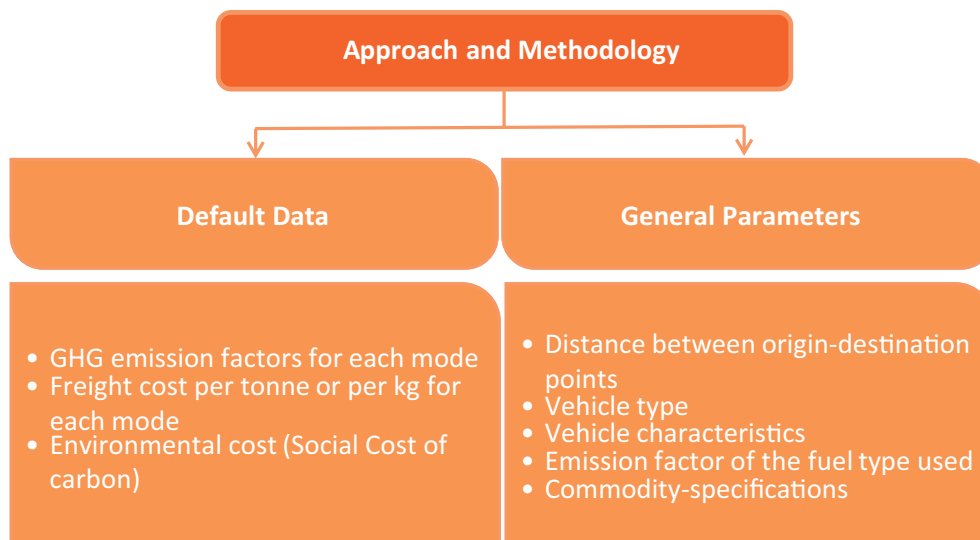 Approach and Methodology
Default Data
General Parameters
• GHG emission factors for each mode
• Freight cost per tonne or per kg for
each mode
• Environmental cost (Social Cost of
carbon)
• Distance between origin-destination
points
• Vehicle type
• Vehicle characteristics
• Emission factor of the fuel type used
• Commodity-specifications